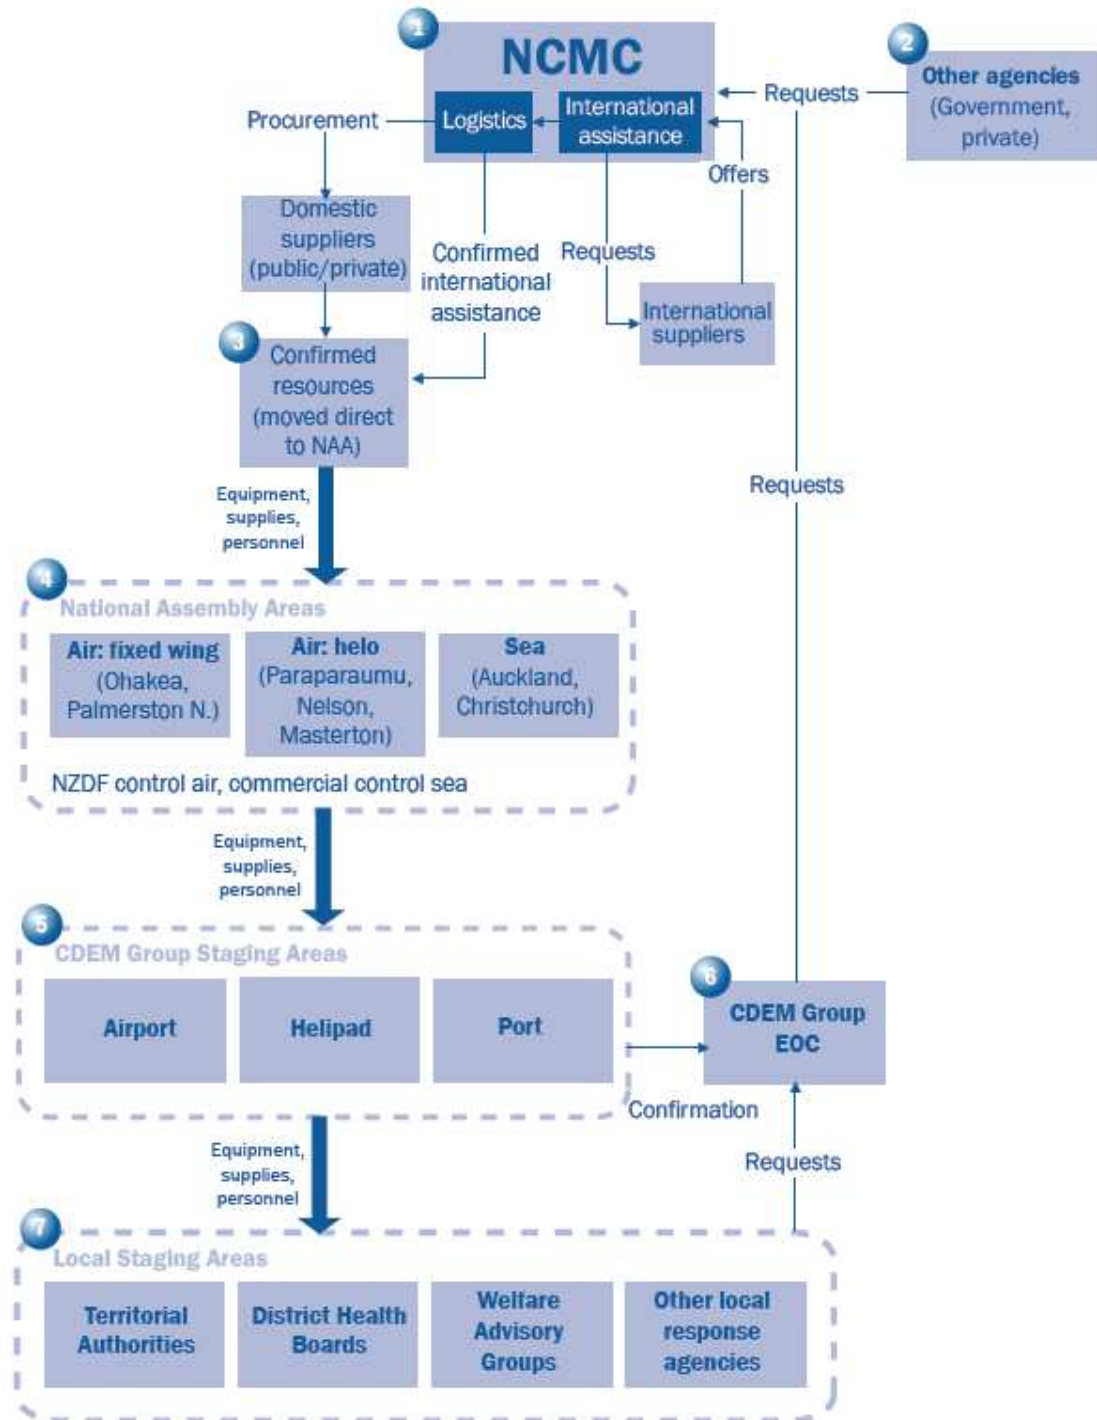 1
NCMC
Logistics
International
assistance
2
Other agencies
(Government,
private)
Requests
Procurement
Offers
Domestic
suppliers
(public/private)
Confirmed
international
assistance
Requests
International
suppliers
3
Confirmed
resources
(moved direct
to NAA)
Requests
Equipment,
supplies,
personnel
4
National Assembly Areas
Air: fixed wing
(Ohakea,
Palmerston N.)
Air: helo
(Paraparaumu,
Nelson,
Masterton)
Sea
(Auckland,
Christchurch)
NZDF control air, commercial control sea
Equipment,
supplies,
personnel
5
CDEM Group Staging Areas
Airport
Helipad
Port
6
CDEM Group
EOC
Confirmation
Requests
Equipment,
supplies,
personnel
7
Local Staging Areas
Territorial
Authorities
District Health
Boards
Welfare
Advisory
Groups
Other local
response
agencies